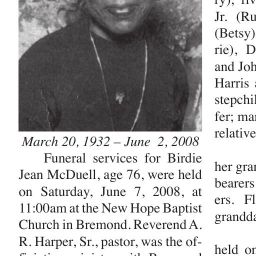 March 20, 1932 – June 2, 2008
Funeral services for Birdie
Jean McDuell, age 76, were held
on Saturday, June 7, 2008, at
11:00am at the New Hope Baptist
Church in Bremond. Reverend A.
R. Harper, Sr., pastor, was the of-
Jr. (Ru
(Betsy)
rie), D
and Joh
Harris a
stepchil
fer; man
relative
her gran
bearers
ers. Fl
granddau
held on